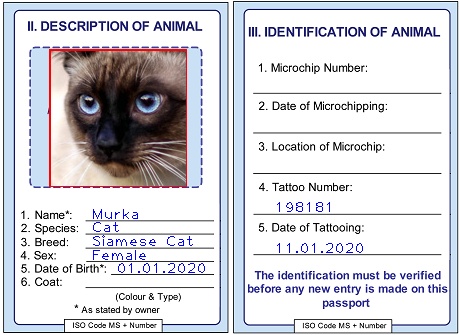 II. DESCRIPTION OF ANIMAL
1. Name*: Murka
2. Species: Cat
3. Breed: Siamese Cat
4. Sex: Female
5. Date of Birth*: 01.01.2020
6. Coat:
(Colour & Type)
* As stated by owner
ISO Code MS + Number
III. IDENTIFICATION OF ANIMAL
1. Microchip Number:
2. Date of Microchipping:
3. Location of Microchip:
4. Tattoo Number:
198181
5. Date of Tattooing:
11.01.2020
The identification must be verified
before any new entry is made on this
passport
ISO Code MS + Number